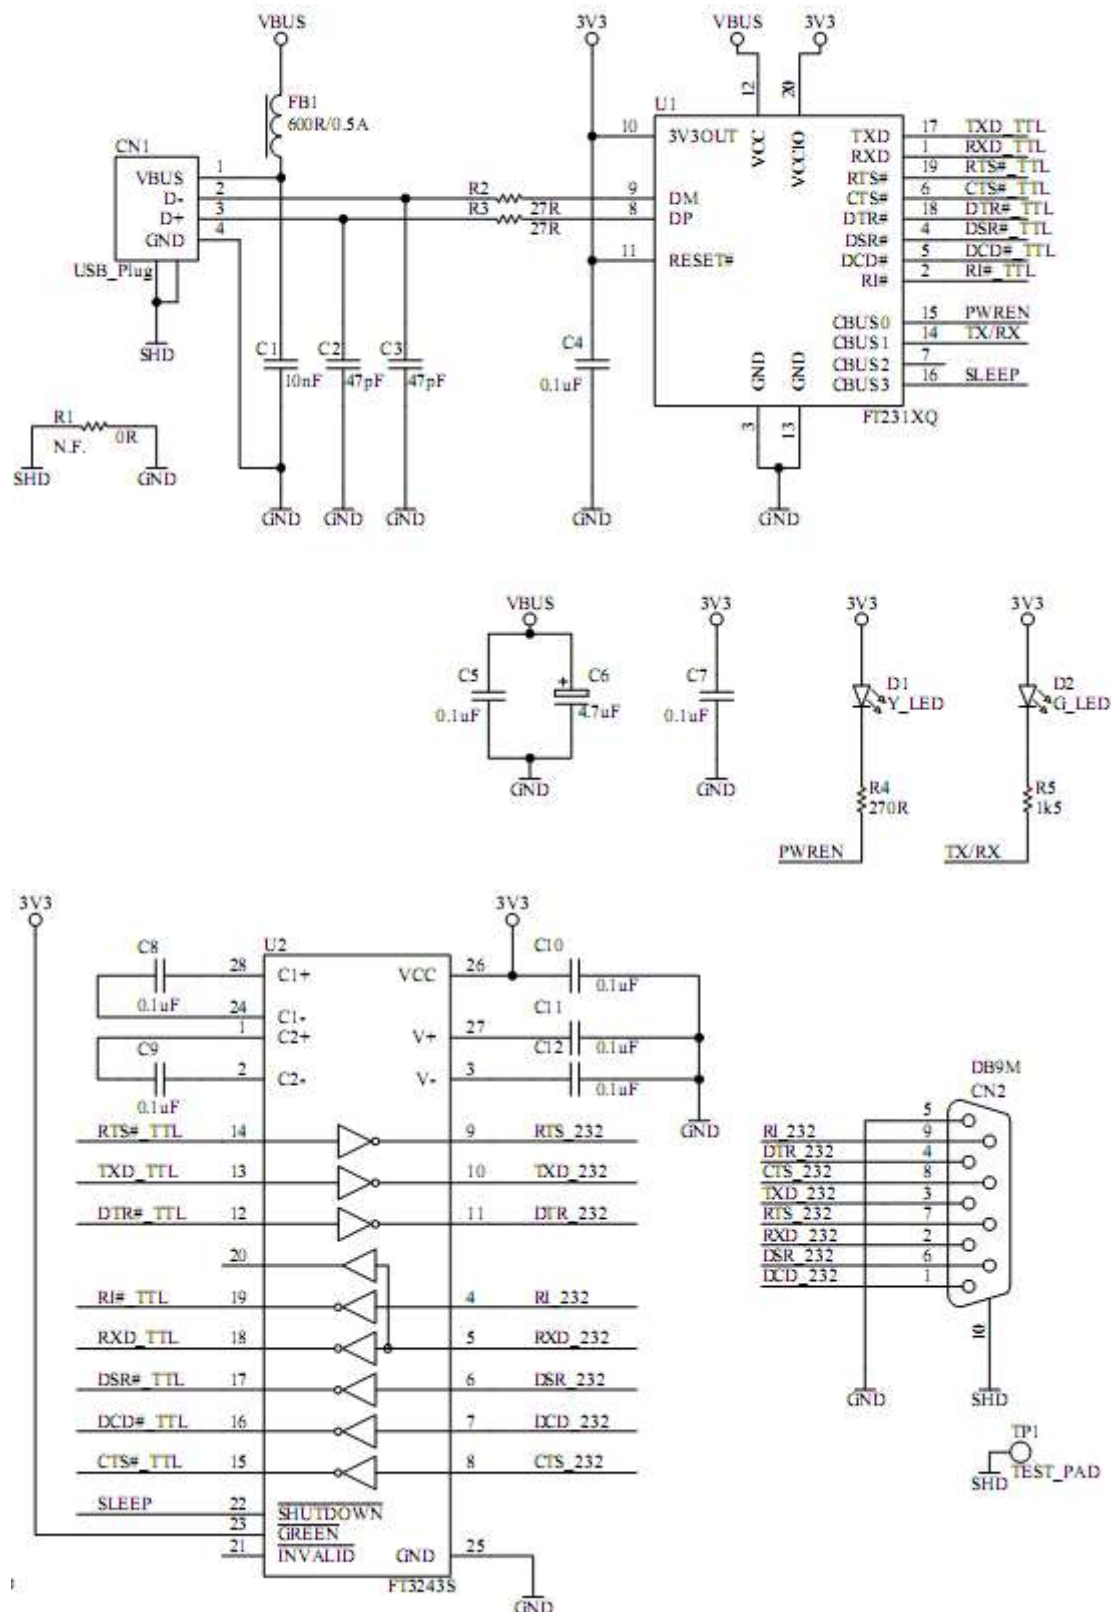 VBUS
3V3
VBUS
3V3
FB1
600R/0.5A
CN1
VBUS 1
D- 2
D+ 3
GND 4
USB_Plug
SHD
R2
27R
R3
27R
C1
10nF
C2
47pF
C3
47pF
C4
0.1uF
R1
N.F.
0R
SHD
GND
GND
GND
GND
GND
GND
U1
12
20
VCC
VCCIO
10 3V3OUT
9 DM
8 DP
11 RESET#
TXD 17 TXD_TTL
RXD 1 RXD_TTL
RTS# 19 RTS#_TTL
CTS# 6 CTS#_TTL
DTR# 18 DTR#_TTL
DSR# 4 DSR#_TTL
DCD# 5 DCD#_TTL
RI# 2 RI#_TTL
CBUS0 15 PWREN
CBUS1 14 TX/RX
CBUS2 7
CBUS3 16 SLEEP
GND
GND
3
13
FT231XQ
VBUS
C5
0.1uF
+
C6
4.7uF
GND
3V3
C7
0.1uF
GND
3V3
D1
Y_LED
R4
270R
PWREN
3V3
D2
G_LED
R5
1k5
TX/RX
3V3
3V3
U2
C8
0.1uF
28 C1+
24 C1-
1 C2+
C9
0.1uF
2 C2-
VCC 26
C10
0.1uF
V+ 27
C11
0.1uF
V- 3
C12
0.1uF
GND
RTS#_TTL 14 9 RTS_232
TXD_TTL 13 10 TXD_232
DTR#_TTL 12 11 DTR_232
20
RI#_TTL 19 4 RI_232
RXD_TTL 18 5 RXD_232
DSR#_TTL 17 6 DSR_232
DCD#_TTL 16 7 DCD_232
CTS#_TTL 15 8 CTS_232
SLEEP 22 SHUTDOWN
23 GREEN
21 INVALID
GND 25
FT3243S
GND
DB9M
CN2
5
RI_232 9
DTR_232 4
CTS_232 8
TXD_232 3
RTS_232 7
RXD_232 2
DSR_232 6
DCD_232 1
10
GND
SHD
TP1
TEST_PAD
SHD